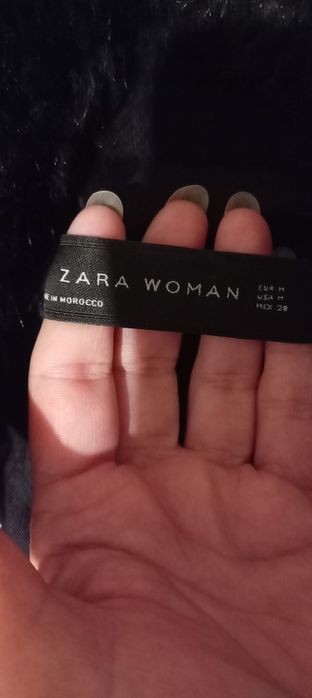 ZARA WOMAN
EUR M
USA M
MEX 28
E IN MOROCCO